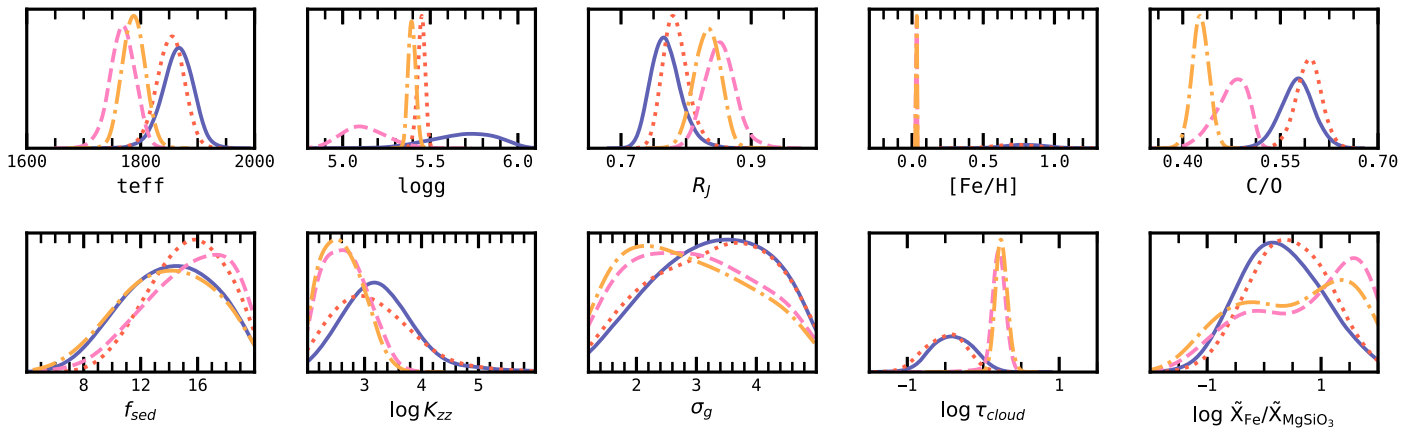 1600 1800 2000 5.0 5.5 6.0 0.7 0.9 0.0 0.5 1.0 0.40 0.55 0.70
teff logg R_J [Fe/H] C/O
8 12 16 3 4 5 2 3 4 −1 1 −1 1
f_sed log K_zz σ_g log τ_cloud log X̃_Fe/X̃_MgSiO₃